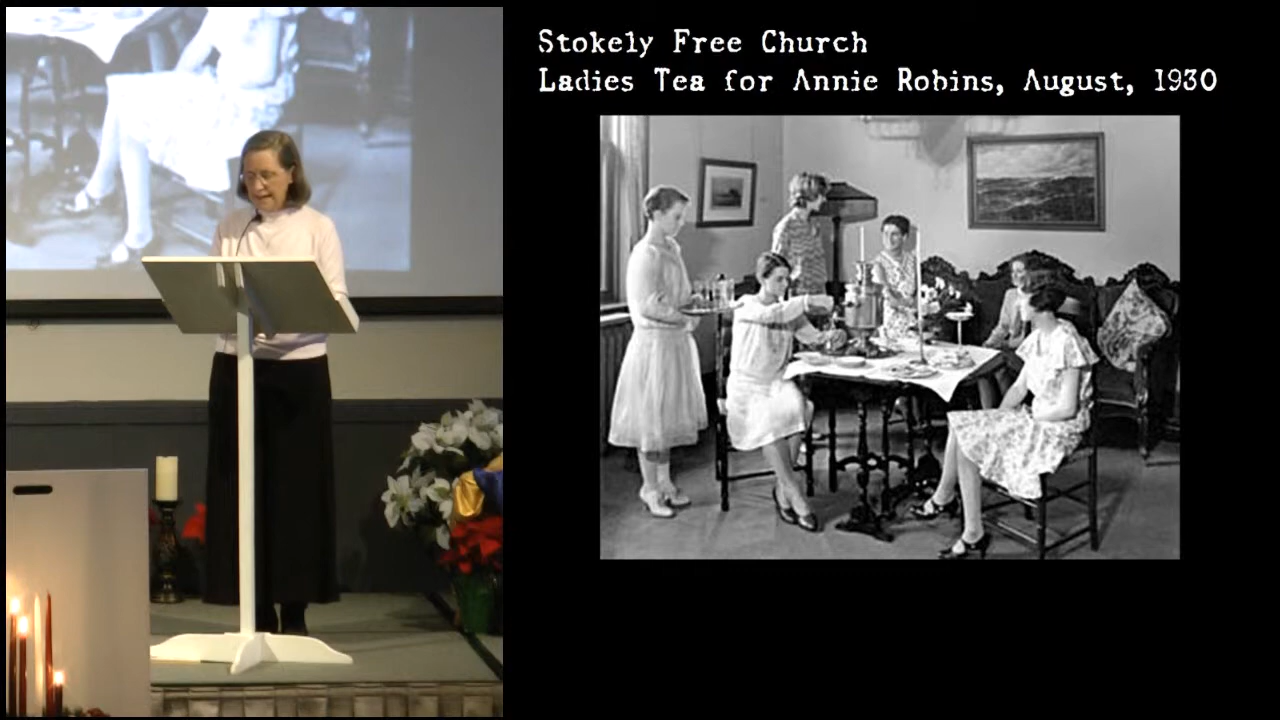 Stokely Free Church
Ladies Tea for Annie Robins, August, 1930